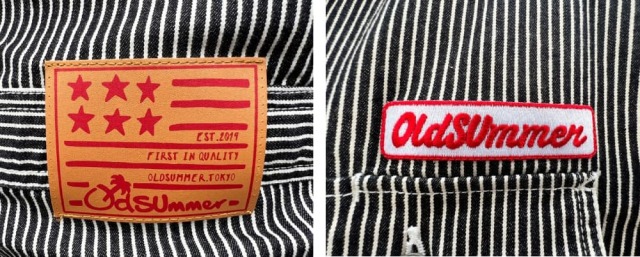 EST.2019
FIRST IN QUALITY
OLDSUMMER.TOKYO
OldSUmmer
OldSUmmer